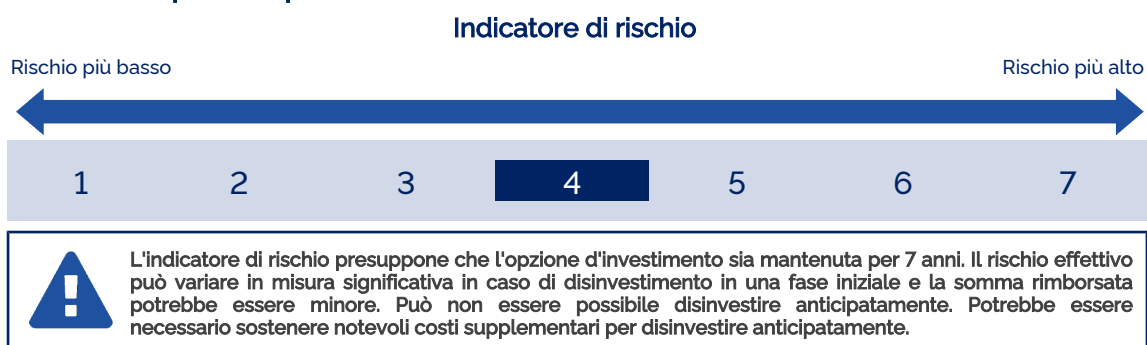 Indicatore di rischio
Rischio più basso
Rischio più alto
1 2 3 4 5 6 7
L'indicatore di rischio presuppone che l'opzione d'investimento sia mantenuta per 7 anni. Il rischio effettivo
può variare in misura significativa in caso di disinvestimento in una fase iniziale e la somma rimborsata
potrebbe essere minore. Può non essere possibile disinvestire anticipatamente. Potrebbe essere
necessario sostenere notevoli costi supplementari per disinvestire anticipatamente.